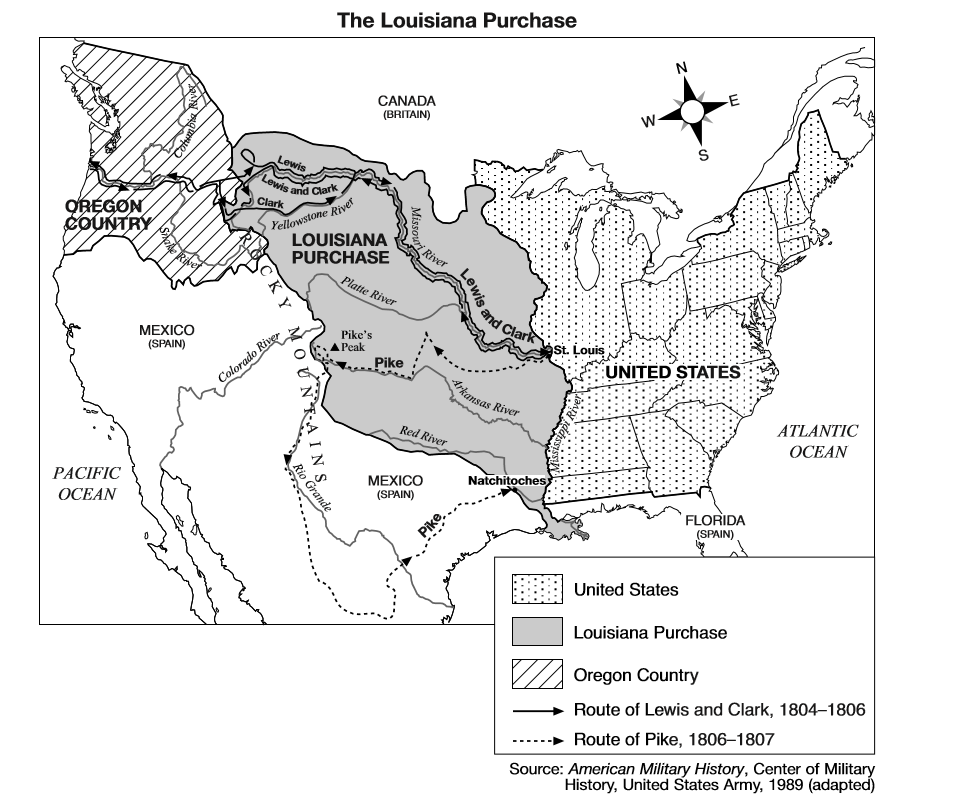 The Louisiana Purchase
CANADA
(BRITAIN)
N
E
W
S
Columbia River
Lewis
Lewis and Clark
Clark
Yellowstone River
OREGON
COUNTRY
Snake River
LOUISIANA
PURCHASE
Missouri River
Lewis and Clark
ROCKY MOUNTAINS
Platte River
MEXICO
(SPAIN)
Colorado River
Pike's
Peak
Pike
St. Louis
UNITED STATES
Arkansas River
Mississippi River
Red River
ATLANTIC
OCEAN
PACIFIC
OCEAN
Rio Grande
MEXICO
(SPAIN)
Natchitoches
Pike
FLORIDA
(SPAIN)
United States
Louisiana Purchase
Oregon Country
Route of Lewis and Clark, 1804–1806
Route of Pike, 1806–1807
Source: American Military History, Center of Military
History, United States Army, 1989 (adapted)